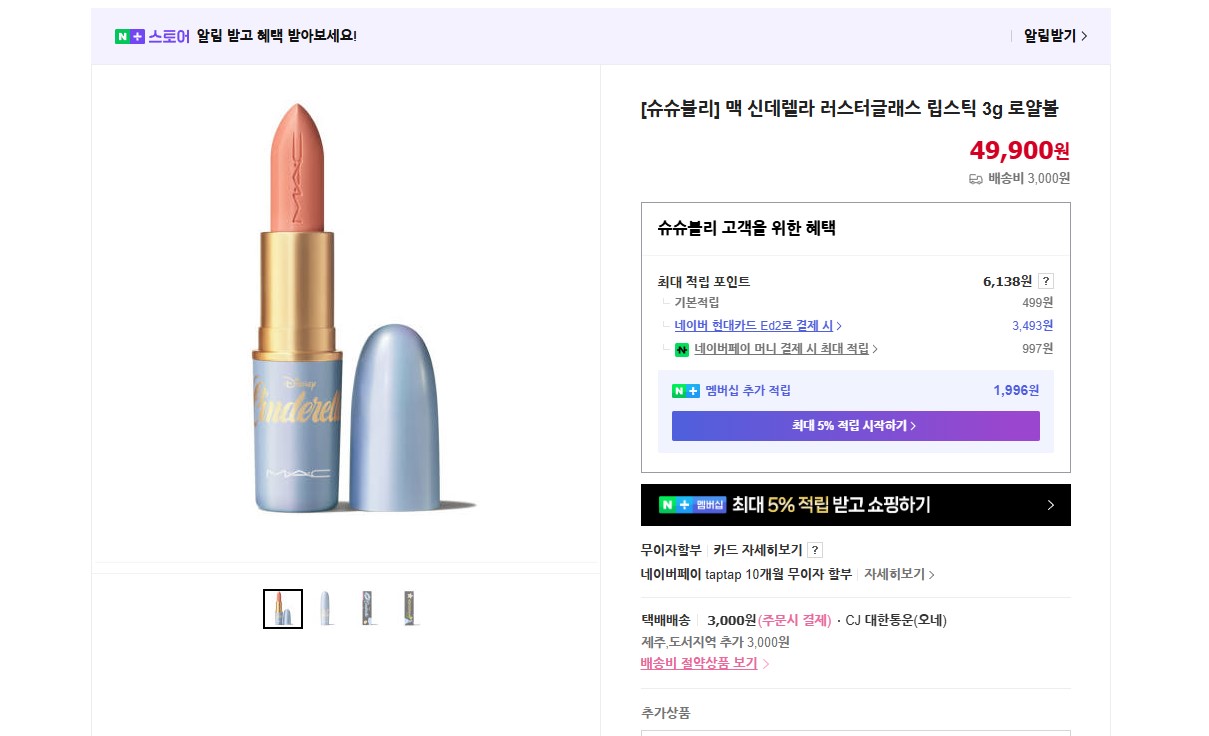 N+ 스토어 알림 받고 혜택 받아보세요!
알림받기
MAC
Disney
Cinderella
MAC
[슈슈블리] 맥 신데렐라 러스터글래스 립스틱 3g 로얄볼
49,900원
배송비 3,000원
슈슈블리 고객을 위한 혜택
최대 적립 포인트 6,138원 ?
기본적립 499원
네이버 현대카드 Ed2로 결제 시 3,493원
네이버페이 머니 결제 시 최대 적립 997원
N+ 멤버십 추가 적립 1,996원
최대 5% 적립 시작하기
N+ 멤버십 최대 5% 적립 받고 쇼핑하기
무이자할부 카드 자세히보기 ?
네이버페이 taptap 10개월 무이자 할부 자세히보기
택배배송 3,000원(주문시 결제) · CJ 대한통운(오네)
제주,도서지역 추가 3,000원
배송비 절약상품 보기
추가상품